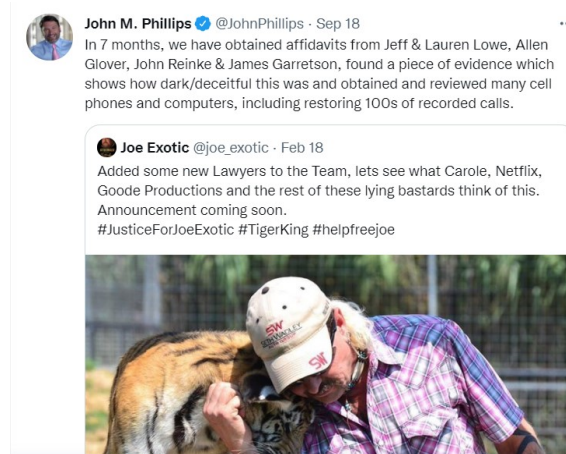 John M. Phillips @JohnPhillips · Sep 18
In 7 months, we have obtained affidavits from Jeff & Lauren Lowe, Allen
Glover, John Reinke & James Garretson, found a piece of evidence which
shows how dark/deceitful this was and obtained and reviewed many cell
phones and computers, including restoring 100s of recorded calls.
Joe Exotic @joe_exotic · Feb 18
Added some new Lawyers to the Team, lets see what Carole, Netflix,
Goode Productions and the rest of these lying bastards think of this.
Announcement coming soon.
#JusticeForJoeExotic #TigerKing #helpfreejoe
SW
SW